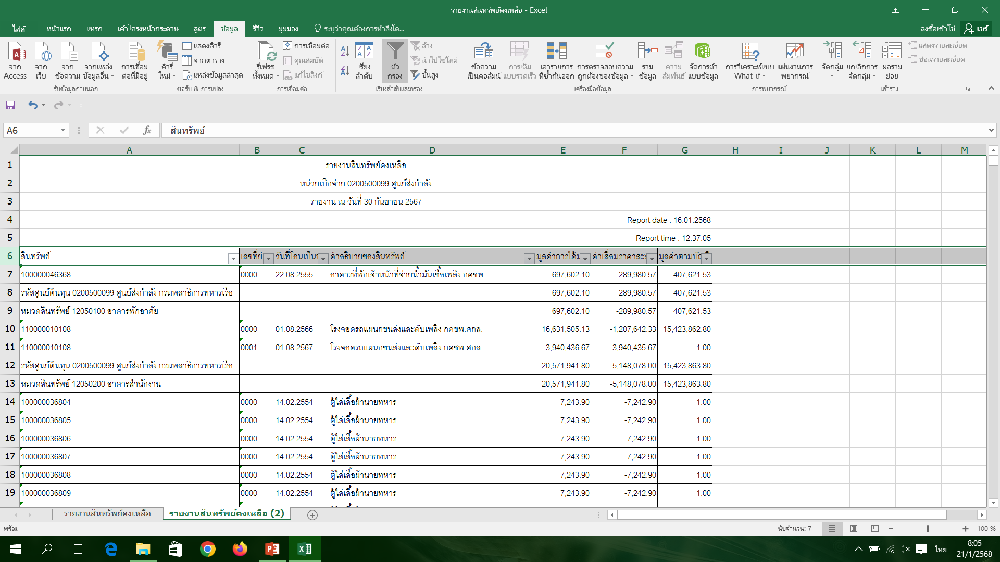 รายงานสินทรัพย์คงเหลือ - Excel
ไฟล์ หน้าแรก แทรก เค้าโครงหน้ากระดาษ สูตร ข้อมูล รีวิว มุมมอง ระบุว่าคุณต้องการทำสิ่งใด... ลงชื่อเข้าใช้ แชร์
จาก Access
จาก เว็บ
จาก ข้อความ
จากแหล่ง ข้อมูลอื่น
การเชื่อม ต่อที่มีอยู่
รับข้อมูลภายนอก
คิวรี ใหม่
แสดงคิวรี
จากตาราง
แหล่งข้อมูลล่าสุด
ขอรับ & การแปลง
รีเฟรช ทั้งหมด
การเชื่อมต่อ
คุณสมบัติ
แก้ไขลิงก์
การเชื่อมต่อ
เรียง ลำดับ
ตัว กรอง
ล้าง
นำไปใช้ใหม่
ขั้นสูง
เรียงลำดับและกรอง
ข้อความ เป็นคอลัมน์
การเติม แบบรวดเร็ว
เอารายการ ที่ซ้ำกันออก
การตรวจสอบความ ถูกต้องของข้อมูล
รวม ข้อมูล
ความ สัมพันธ์
จัดการตัว แบบข้อมูล
เครื่องมือข้อมูล
การวิเคราะห์แบบ What-if
แผ่นงานการ พยากรณ์
การพยากรณ์
จัดกลุ่ม
ยกเลิกการ จัดกลุ่ม
ผลรวม ย่อย
แสดงรายละเอียด
ซ่อนรายละเอียด
เค้าร่าง
A6 fx สินทรัพย์
A B C D E F G H I J K L M
1 รายงานสินทรัพย์คงเหลือ
2 หน่วยเบิกจ่าย 0200500099 ศูนย์ส่งกำลัง
3 รายงาน ณ วันที่ 30 กันยายน 2567
4 Report date : 16.01.2568
5 Report time : 12:37:05
6 สินทรัพย์ เลขที่ย่ วันที่โอนเป็น คำอธิบายของสินทรัพย์ มูลค่าการได้ม ค่าเสื่อมราคาสะ มูลค่าตามบัญชี
7 100000046368 0000 22.08.2555 อาคารที่พักเจ้าหน้าที่จ่ายน้ำมันเชื้อเพลิง กคชพ 697,602.10 -289,980.57 407,621.53
8 รหัสศูนย์ต้นทุน 0200500099 ศูนย์ส่งกำลัง กรมพลาธิการทหารเรือ 697,602.10 -289,980.57 407,621.53
9 หมวดสินทรัพย์ 12050100 อาคารพักอาศัย 697,602.10 -289,980.57 407,621.53
10 110000010108 0000 01.08.2566 โรงจอดรถแผนกขนส่งและดับเพลิง กคชพ.ศกล. 16,631,505.13 -1,207,642.33 15,423,862.80
11 110000010108 0001 01.08.2567 โรงจอดรถแผนกขนส่งและดับเพลิง กคชพ.ศกล. 3,940,436.67 -3,940,435.67 1.00
12 รหัสศูนย์ต้นทุน 0200500099 ศูนย์ส่งกำลัง กรมพลาธิการทหารเรือ 20,571,941.80 -5,148,078.00 15,423,863.80
13 หมวดสินทรัพย์ 12050200 อาคารสำนักงาน 20,571,941.80 -5,148,078.00 15,423,863.80
14 100000036804 0000 14.02.2554 ตู้ใส่เสื้อผ้านายทหาร 7,243.90 -7,242.90 1.00
15 100000036805 0000 14.02.2554 ตู้ใส่เสื้อผ้านายทหาร 7,243.90 -7,242.90 1.00
16 100000036806 0000 14.02.2554 ตู้ใส่เสื้อผ้านายทหาร 7,243.90 -7,242.90 1.00
17 100000036807 0000 14.02.2554 ตู้ใส่เสื้อผ้านายทหาร 7,243.90 -7,242.90 1.00
18 100000036808 0000 14.02.2554 ตู้ใส่เสื้อผ้านายทหาร 7,243.90 -7,242.90 1.00
19 100000036809 0000 14.02.2554 ตู้ใส่เสื้อผ้านายทหาร 7,243.90 -7,242.90 1.00
รายงานสินทรัพย์คงเหลือ รายงานสินทรัพย์คงเหลือ (2)
พร้อม นับจำนวน: 7 100 %
ไทย 8:05
21/1/2568